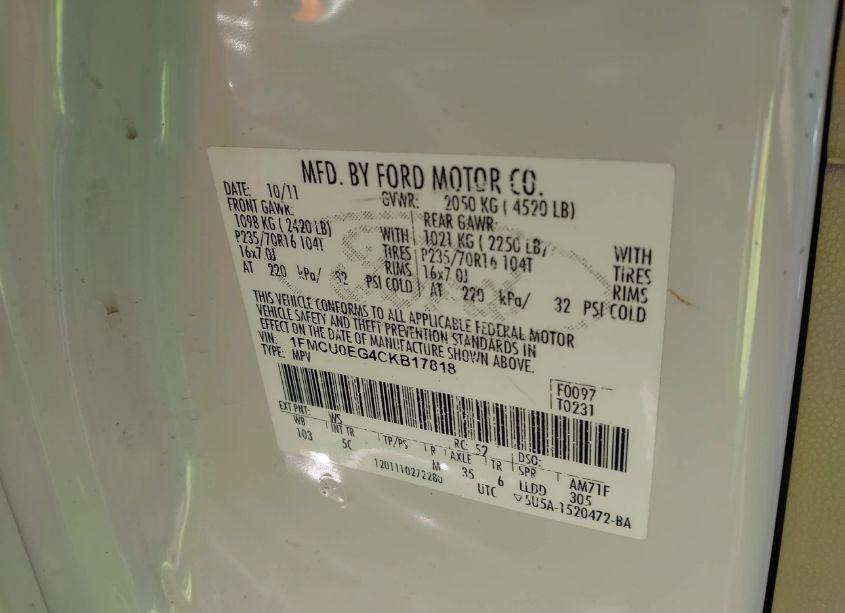 MFD. BY FORD MOTOR CO.
DATE: 10/11 GVWR: 2050 KG ( 4520 LB)
FRONT GAWR: REAR GAWR:
1098 KG (2420 LB) WITH 1021 KG ( 2250 LB) WITH
P235/70R16 104T TIRES P235/70R16 104T TIRES
16x7.0J RIMS 16x7.0J RIMS
AT 220 kPa/ 32 PSI COLD AT 220 kPa/ 32 PSI COLD
THIS VEHICLE CONFORMS TO ALL APPLICABLE FEDERAL MOTOR
VEHICLE SAFETY AND THEFT PREVENTION STANDARDS IN
EFFECT ON THE DATE OF MANUFACTURE SHOWN ABOVE.
VIN: 1FMCU0EG4CKB17818
TYPE: MPV
F0097
T0231
EXT PNT: WS RC: 52 DSO:
WB INT TR TP/PS R AXLE TR SPR AM71F
103 5C M 35 6 LLDD 305
1201110272280 UTC ▽5U5A-1520472-BA